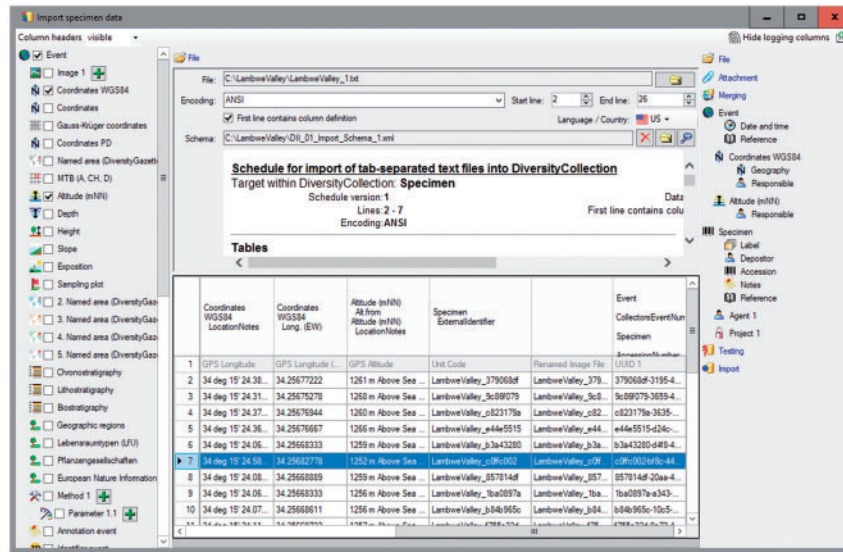 Import specimen data
Column headers visible
Hide logging columns
Event
Image 1
Coordinates WGS84
Coordinates
Gauss-Krüger coordinates
Coordinates PD
Named area (DiversityGazett
MTB (A, CH, D)
Altitude (mNN)
Depth
Height
Slope
Exposition
Sampling plot
2. Named area (DiversityGaze
3. Named area (DiversityGaze
4. Named area (DiversityGaze
5. Named area (DiversityGaze
Chronostratigraphy
Lithostratigraphy
Biostratigraphy
Geographic regions
Lebensraumtypen (LfU)
Pflanzengesellschaften
European Nature Information
Method 1
Parameter 1.1
Annotation event
Identifier event
File
File: C:\LambweValley\LambweValley_1.txt
Encoding: ANSI Start line: 2 End line: 26
First line contains column definition Language / Country: US
Schema: C:\LambweValley\DII_01_Import_Schema_1.xml
Schedule for import of tab-separated text files into DiversityCollection
Target within DiversityCollection: Specimen
Schedule version: 1 Data
Lines: 2 - 7 First line contains colu
Encoding: ANSI
Tables
Coordinates WGS84 LocationNotes
Coordinates WGS84 Long. (EW)
Altitude (mNN) Alt.from Altitude (mNN) LocationNotes
Specimen ExternalIdentifier
Event CollectorsEventNum Specimen AccessionNumber
1 GPS Longitude GPS Longitude (... GPS Altitude Unit Code Renamed Image File UUID 1
2 34 deg 15' 24.38... 34.25677222 1261 m Above Sea ... LambweValley_379068df LambweValley_379... 379068df-3195-4...
3 34 deg 15' 24.31... 34.25675278 1268 m Above Sea ... LambweValley_9c89f079 LambweValley_9c8... 9c89f079-3659-4...
4 34 deg 15' 24.37... 34.25676944 1260 m Above Sea ... LambweValley_c823179a LambweValley_c82... c823179a-3635-...
5 34 deg 15' 24.36... 34.25676667 1266 m Above Sea ... LambweValley_e44e5515 LambweValley_e44... e44e5515-d24c-...
6 34 deg 15' 24.06... 34.25668333 1259 m Above Sea ... LambweValley_b3a43280 LambweValley_b3a... b3a43280-d4f8-4...
7 34 deg 15' 24.58... 34.25682778 1252 m Above Sea ... LambweValley_c0ffc002 LambweValley_c0ff... c0ffc002-bf8c-44...
8 34 deg 15' 24.08... 34.25668889 1259 m Above Sea ... LambweValley_857814df LambweValley_857... 857814df-20aa-4...
9 34 deg 15' 24.06... 34.25668333 1256 m Above Sea ... LambweValley_1ba0897a LambweValley_1ba... 1ba0897a-a343-...
10 34 deg 15' 24.07... 34.25668611 1256 m Above Sea ... LambweValley_b84b965c LambweValley_b84... b84b965c-10c5-...
File
Attachment
Merging
Event
Date and time
Reference
Coordinates WGS84
Geography
Responsible
Altitude (mNN)
Responsible
Specimen
Label
Depositor
Accession
Notes
Reference
Agent 1
Project 1
Testing
Import